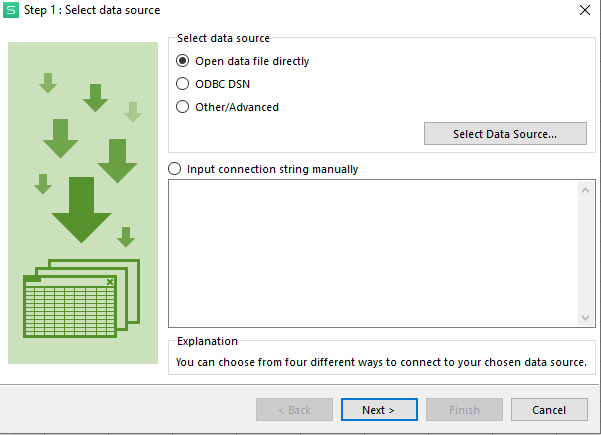 S Step 1 : Select data source
Select data source
Open data file directly
ODBC DSN
Other/Advanced
Select Data Source...
Input connection string manually
Explanation
You can choose from four different ways to connect to your chosen data source.
< Back Next > Finish Cancel